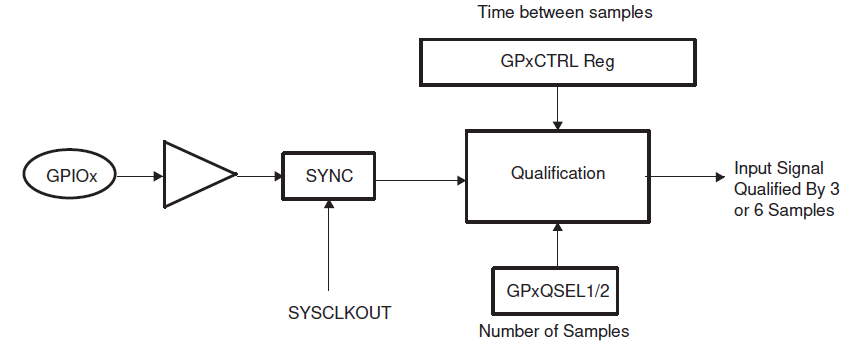 Time between samples
GPxCTRL Reg
GPIOx
SYNC
Qualification
Input Signal
Qualified By 3
or 6 Samples
GPxQSEL1/2
SYSCLKOUT
Number of Samples